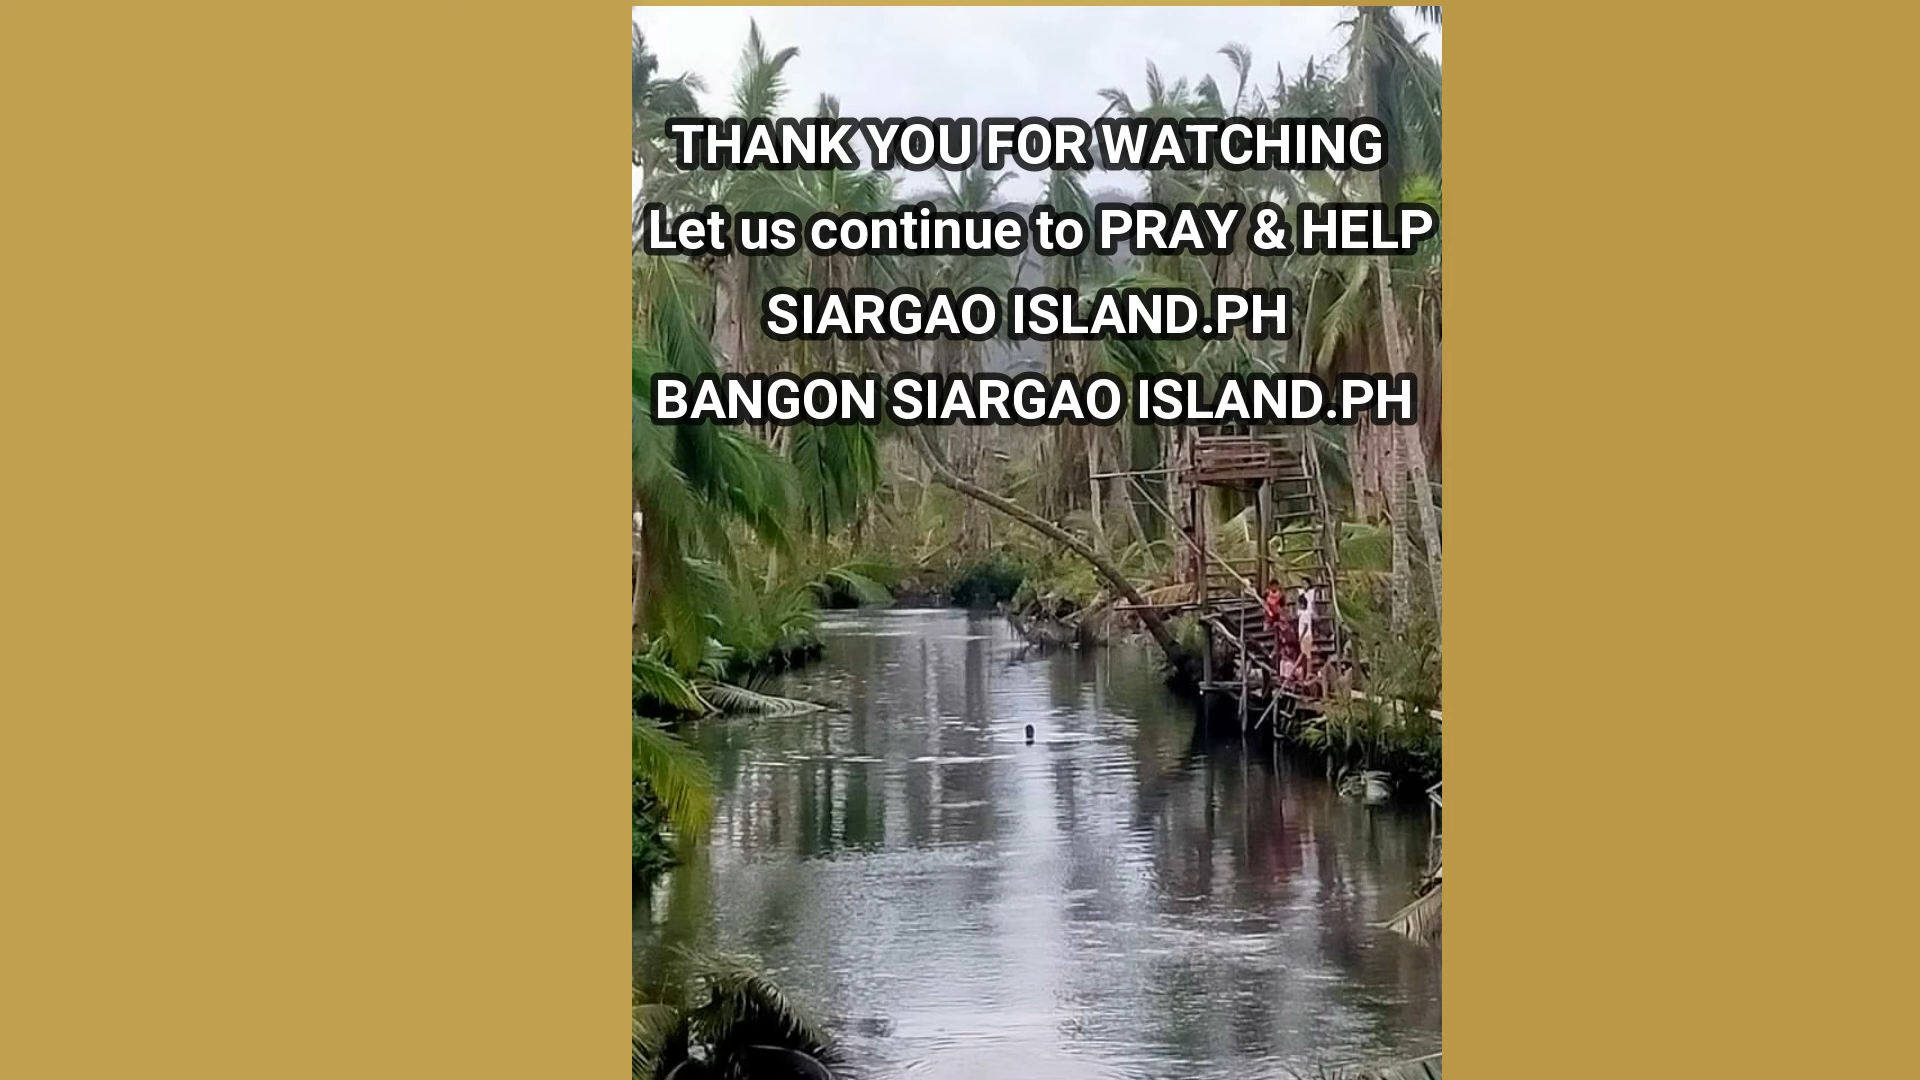 THANK YOU FOR WATCHING
Let us continue to PRAY & HELP
SIARGAO ISLAND.PH
BANGON SIARGAO ISLAND.PH